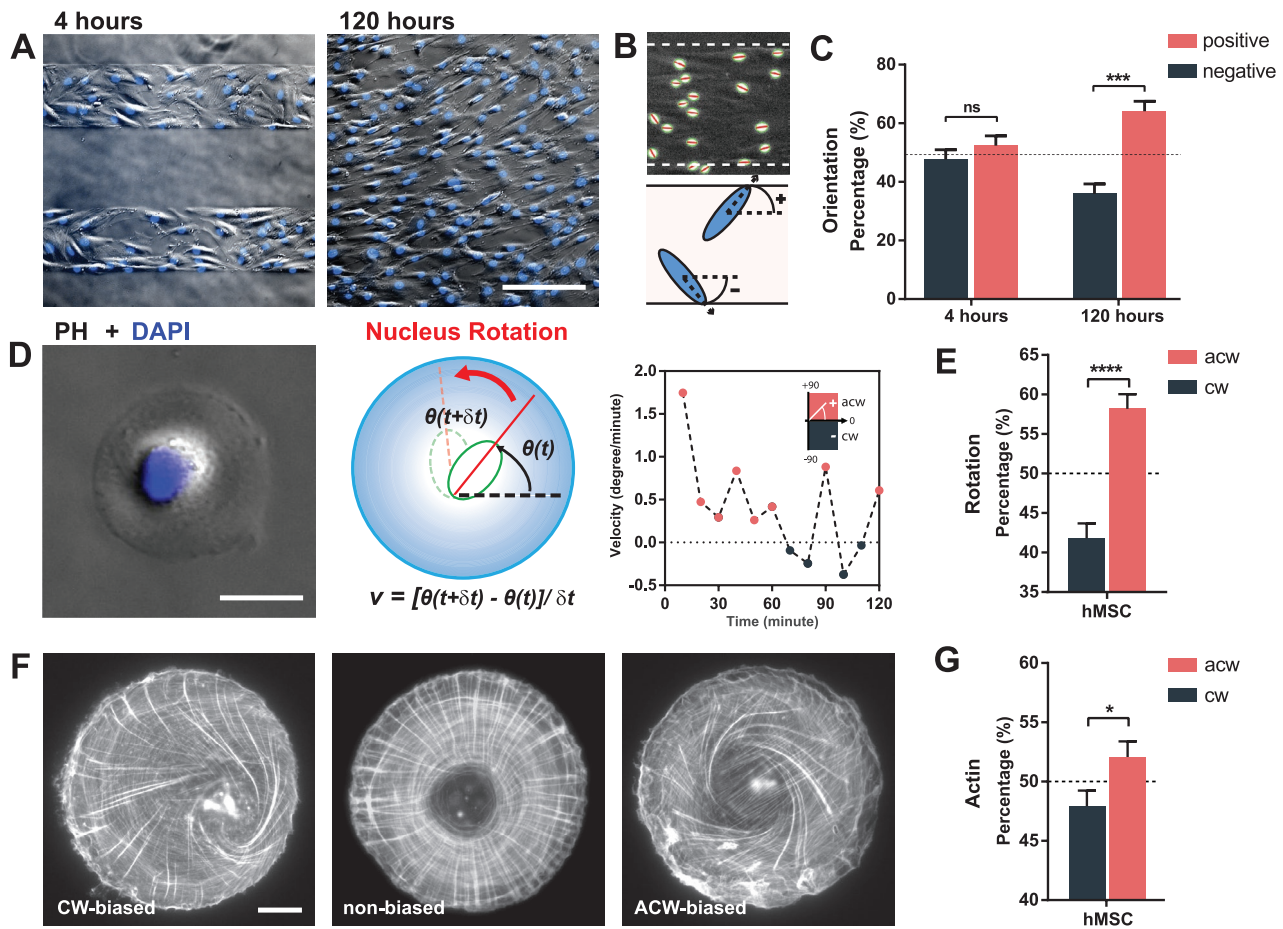 A
4 hours
120 hours
B
+
-
C
positive
negative
Orientation
Percentage (%)
80
60
40
20
0
ns
***
4 hours
120 hours
D
PH + DAPI
Nucleus Rotation
θ(t+δt)
θ(t)
v = [θ(t+δt) - θ(t)]/ δt
Velocity (degree/minute)
2.0
1.5
1.0
0.5
0.0
-0.5
0
30
60
90
120
Time (minute)
+90
+ acw
0
- cw
-90
E
acw
cw
Rotation
Percentage (%)
65
60
55
50
45
40
35
****
hMSC
F
CW-biased
non-biased
ACW-biased
G
acw
cw
Actin
Percentage (%)
60
55
50
45
40
*
hMSC